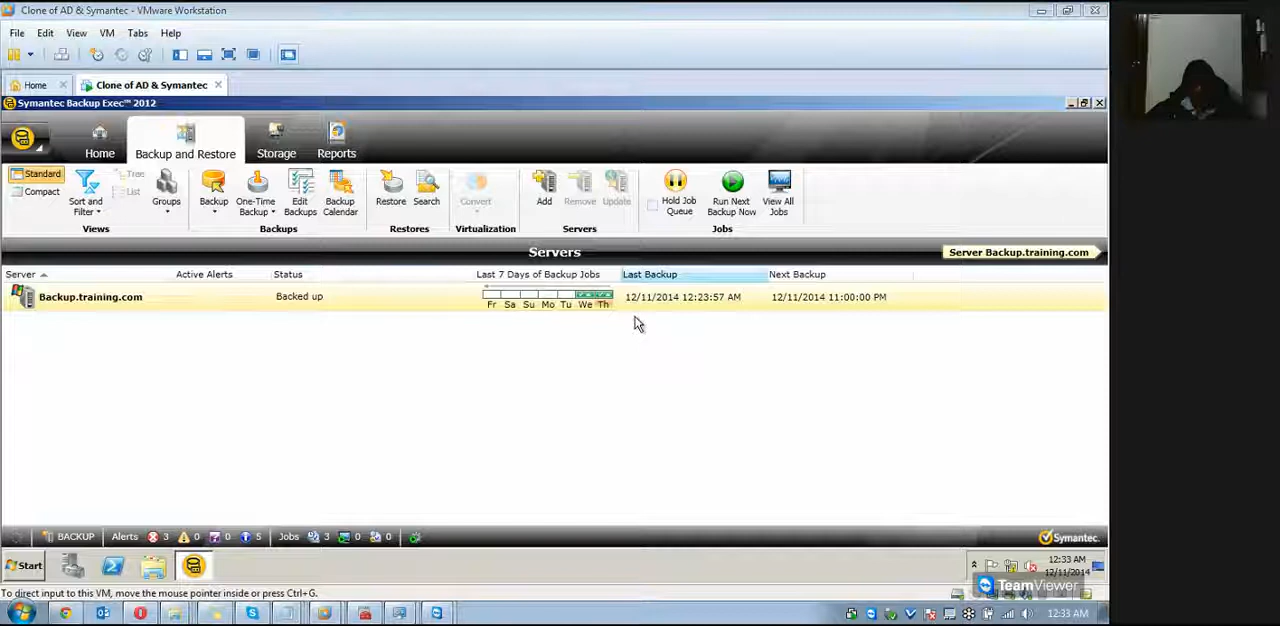 Clone of AD & Symantec - VMware Workstation
File Edit View VM Tabs Help
Home Clone of AD & Symantec
Symantec Backup Exec™ 2012
Home Backup and Restore Storage Reports
Standard Compact Sort and Filter Tree List Groups
Backup One-Time Backup Edit Backups Backup Calendar
Restore Search Convert Add Remove Update
Hold Job Queue Run Next Backup Now View All Jobs
Views Backups Restores Virtualization Servers Jobs
Servers Server Backup.training.com
Server Active Alerts Status Last 7 Days of Backup Jobs Last Backup Next Backup
Backup.training.com Backed up 12/11/2014 12:23:57 AM 12/11/2014 11:00:00 PM
Fr Sa Su Mo Tu We Th
BACKUP Alerts 3 0 0 5 Jobs 3 0 0 Symantec.
Start 12:33 AM
12/11/2014
TeamViewer
To direct input to this VM, move the mouse pointer inside or press Ctrl+G.
12:33 AM